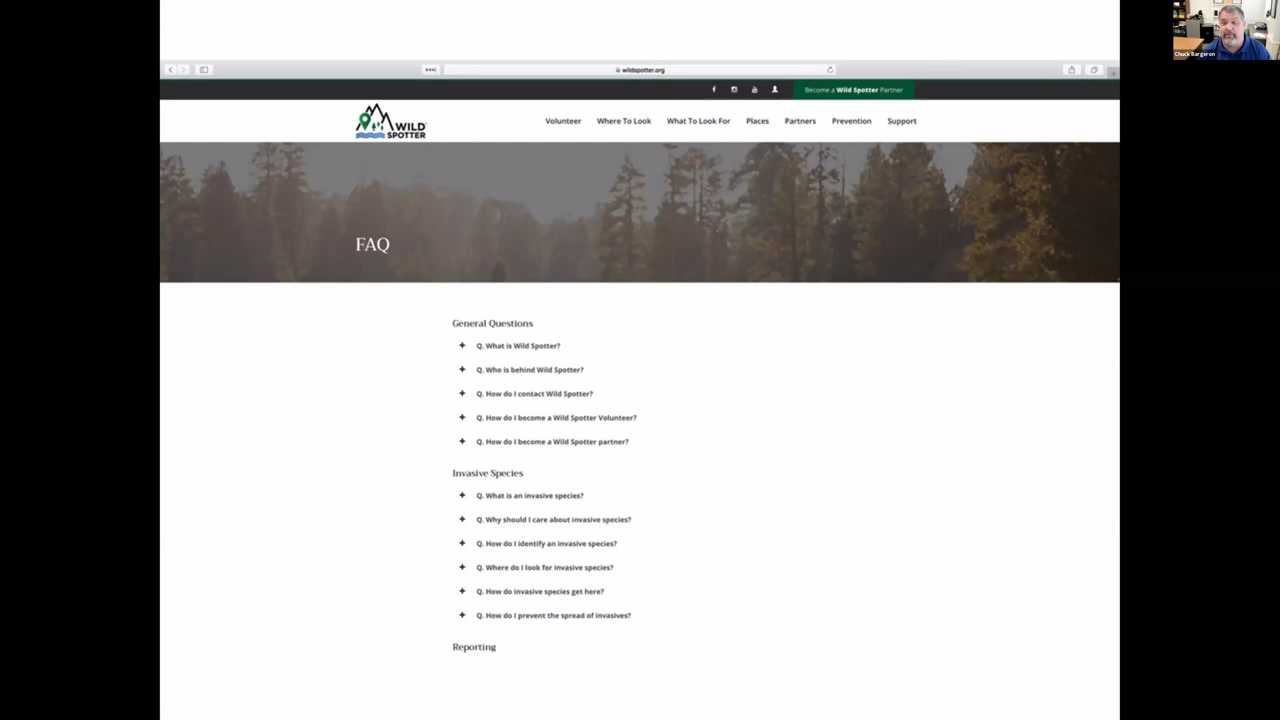 Chuck Bargeron
wildspotter.org
Become a Wild Spotter Partner
WILD
SPOTTER
Volunteer Where To Look What To Look For Places Partners Prevention Support
FAQ
General Questions
Q. What is Wild Spotter?
Q. Who is behind Wild Spotter?
Q. How do I contact Wild Spotter?
Q. How do I become a Wild Spotter Volunteer?
Q. How do I become a Wild Spotter partner?
Invasive Species
Q. What is an invasive species?
Q. Why should I care about invasive species?
Q. How do I identify an invasive species?
Q. Where do I look for invasive species?
Q. How do invasive species get here?
Q. How do I prevent the spread of invasives?
Reporting